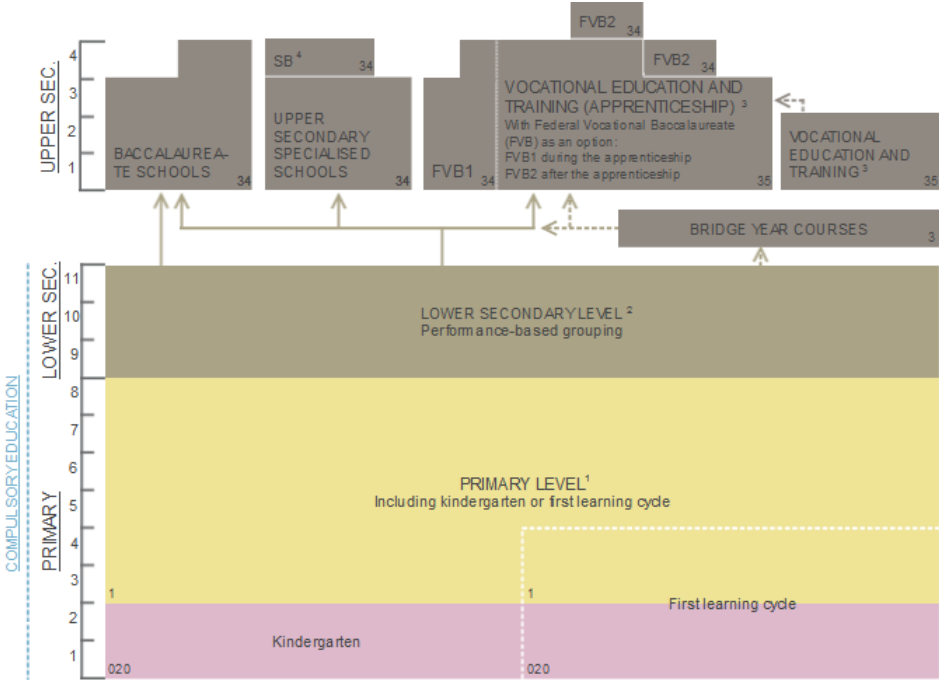 FVB2
34
UPPER SEC.
4
3
2
1
SB 4
34
FVB2
34
BACCALAUREA-
TE SCHOOLS
34
UPPER
SECONDARY
SPECIALISED
SCHOOLS
34
FVB1
34
VOCATIONAL EDUCATION AND
TRAINING (APPRENTICESHIP) 3
With Federal Vocational Baccalaureate
(FVB) as an option:
FVB1 during the apprenticeship
FVB2 after the apprenticeship
35
VOCATIONAL
EDUCATION AND
TRAINING 3
35
BRIDGE YEAR COURSES
3
COMPULSORY EDUCATION
LOWER SEC.
11
10
9
LOWER SECONDARY LEVEL 2
Performance-based grouping
PRIMARY
8
7
6
5
4
3
2
1
PRIMARY LEVEL1
Including kindergarten or first learning cycle
1
1
First learning cycle
Kindergarten
020
020